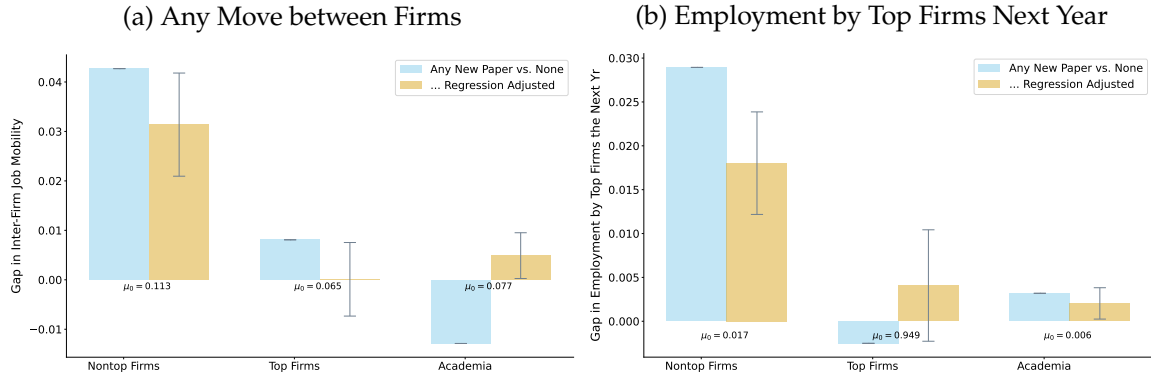 (a) Any Move between Firms
Gap in Inter-Firm Job Mobility
0.04
0.03
0.02
0.01
0.00
−0.01
Any New Paper vs. None
... Regression Adjusted
μ₀ = 0.113
μ₀ = 0.065
μ₀ = 0.077
Nontop Firms
Top Firms
Academia
(b) Employment by Top Firms Next Year
Gap in Employment by Top Firms the Next Yr
0.030
0.025
0.020
0.015
0.010
0.005
0.000
Any New Paper vs. None
... Regression Adjusted
μ₀ = 0.017
μ₀ = 0.949
μ₀ = 0.006
Nontop Firms
Top Firms
Academia